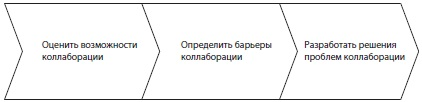 Оценить возможности
коллаборации
Определить барьеры
коллаборации
Разработать решения
проблем коллаборации